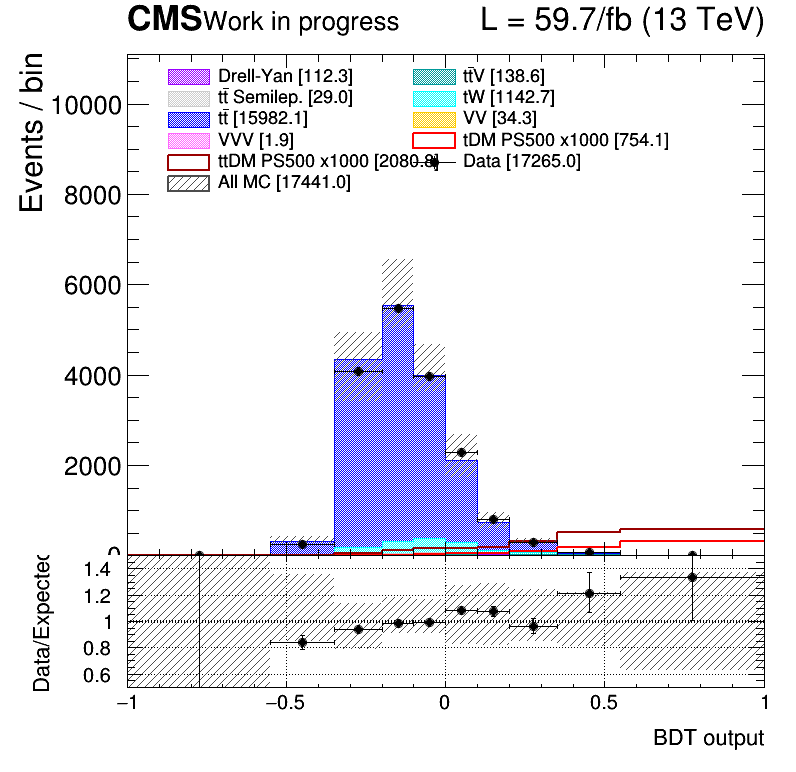 CMS Work in progress L = 59.7/fb (13 TeV)
Events / bin
10000
8000
6000
4000
2000
0
Drell-Yan [112.3] tt̄V [138.6]
tt̄ Semilep. [29.0] tW [1142.7]
tt̄ [15982.1] VV [34.3]
VVV [1.9] tDM PS500 x1000 [754.1]
ttDM PS500 x1000 [2080.8] Data [17265.0]
All MC [17441.0]
Data/Expected
1.4
1.2
1
0.8
0.6
−1 −0.5 0 0.5 1
BDT output